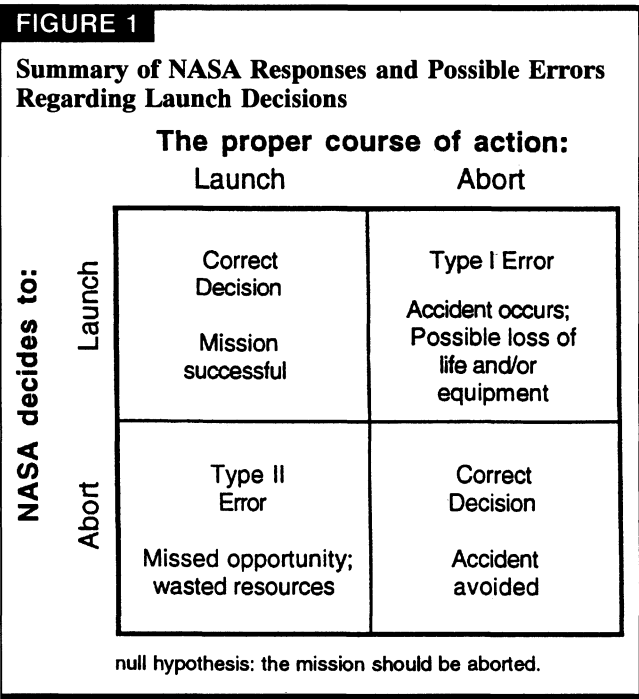 FIGURE 1
Summary of NASA Responses and Possible Errors
Regarding Launch Decisions
The proper course of action:
Launch Abort
NASA decides to:
Launch
Correct
Decision
Mission
successful
Type I Error
Accident occurs;
Possible loss of
life and/or
equipment
Abort
Type II
Error
Missed opportunity;
wasted resources
Correct
Decision
Accident
avoided
null hypothesis: the mission should be aborted.